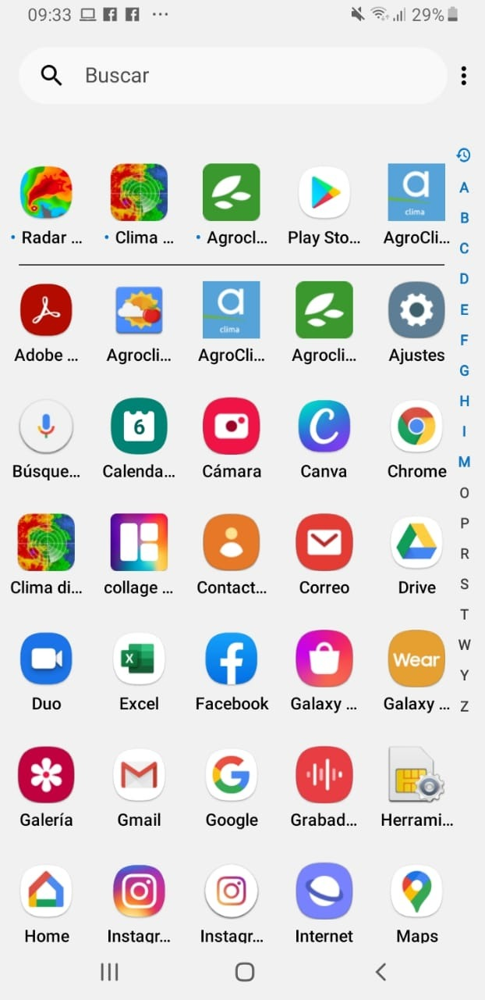 09:33 29%
Buscar
Radar ... Clima ... Agrocl... Play Sto... AgroCli...
a clima
Adobe ... Agrocli... AgroCli... Agrocli... Ajustes
a clima
6
Búsque... Calenda... Cámara Canva Chrome
Clima di... collage ... Contact... Correo Drive
Wear
Duo Excel Facebook Galaxy ... Galaxy ...
Galería Gmail Google Grabad... Herrami...
Home Instagr... Instagr... Internet Maps
A
B
C
D
E
F
G
H
I
M
O
P
R
S
T
W
Y
Z